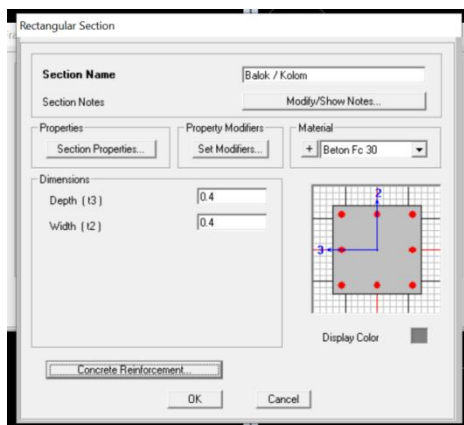 Rectangular Section
Section Name
Balok / Kolom
Section Notes
Modify/Show Notes...
Properties
Section Properties...
Property Modifiers
Set Modifiers...
Material
+
Beton Fc 30
Dimensions
Depth ( t3 )
0.4
Width ( t2 )
0.4
2
3
Display Color
Concrete Reinforcement...
OK
Cancel